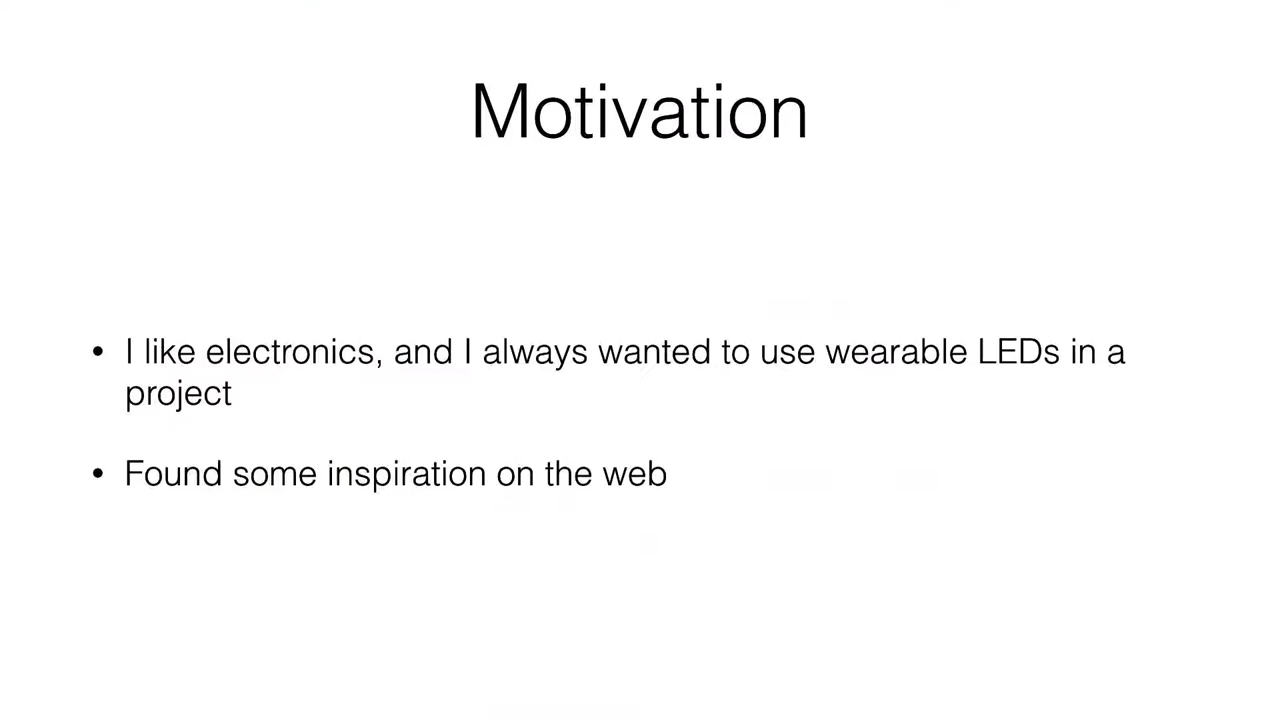 Motivation
• I like electronics, and I always wanted to use wearable LEDs in a
project
• Found some inspiration on the web